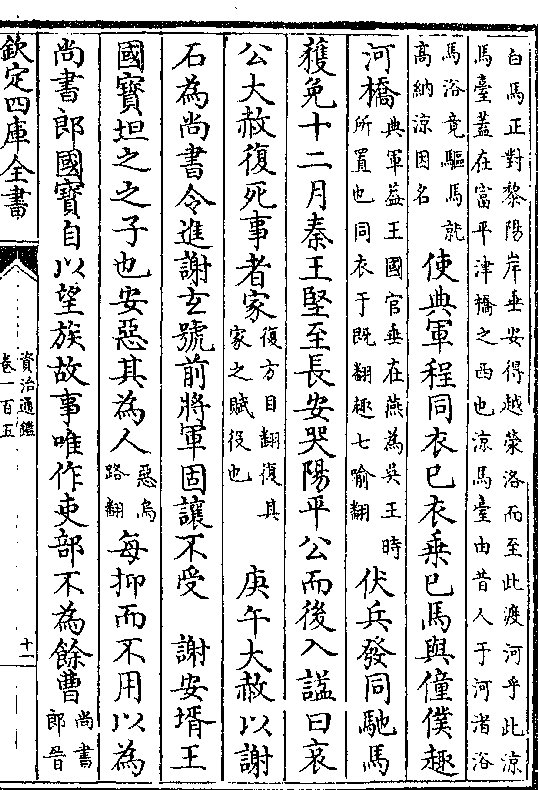 白馬正對黎陽岸垂安得越滎洛而至此渡河乎此涼
馬臺蓋在富平津橋之西也涼馬臺由昔人于河渚浴
馬浴竟驅馬就
高納涼因名
使典軍程同衣已衣乗已馬與僮僕趣
河橋
典軍葢王國官垂在燕為吳王時
所置也同衣于既翻趣七喻翻
伏兵發同馳馬
獲免十二月秦王堅至長安哭陽平公而後入諡曰哀
公大赦復死事者家
復方目翻復其
家之賦役也
庚午大赦以謝
石為尚書令進謝玄號前將軍固讓不受　謝安壻王
國寶坦之之子也安惡其為人
惡烏
路翻
每抑而不用以為
尚書郎國寶自以望族故事唯作吏部不為餘曹
尚書
郎晉
欽定四庫全書
資治通鑑
卷一百五
十二